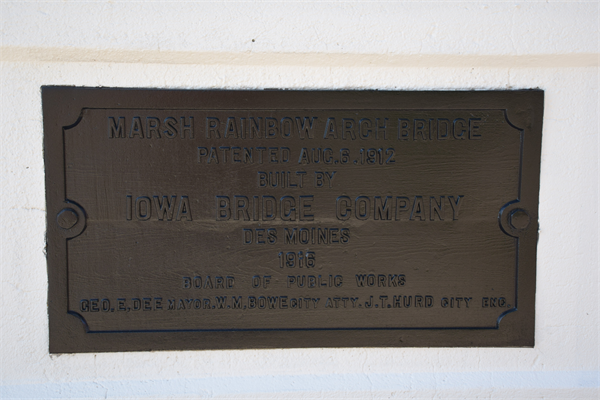 MARSH RAINBOW ARCH BRIDGE
PATENTED AUG. 6. 1912
BUILT BY
IOWA BRIDGE COMPANY
DES MOINES
1915
BOARD OF PUBLIC WORKS
GEO. E. DEE MAYOR. W. M. BOWE CITY ATTY. J. T. HURD CITY ENG.